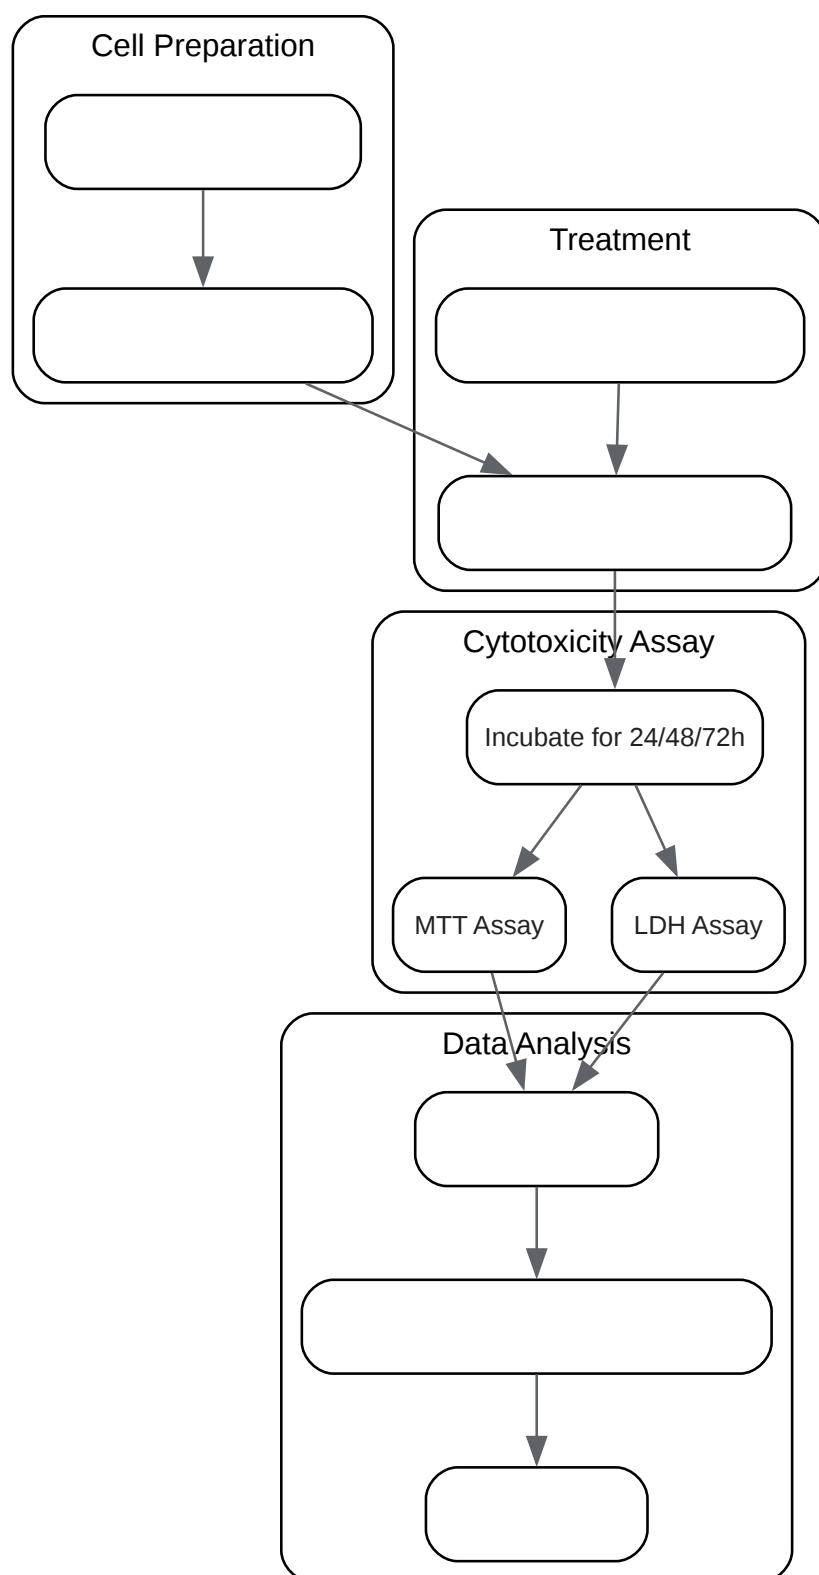 Cell Preparation
Treatment
Cytotoxicity Assay
Incubate for 24/48/72h
MTT Assay
LDH Assay
Data Analysis